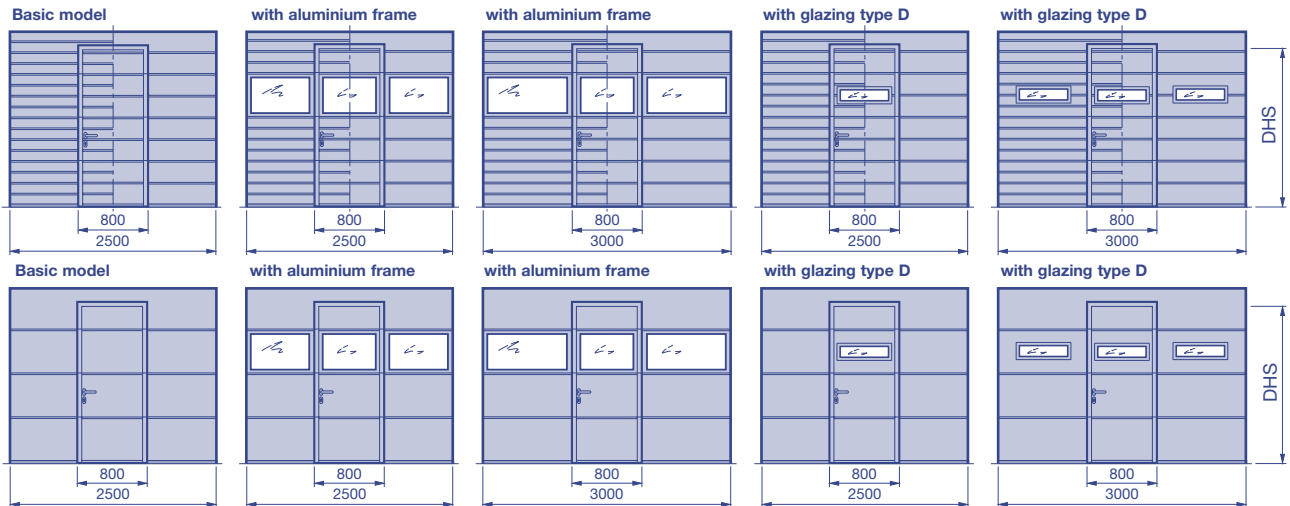 Basic model with aluminium frame with aluminium frame with glazing type D with glazing type D
DHS
800 800 800 800 800
2500 2500 3000 2500 3000
Basic model with aluminium frame with aluminium frame with glazing type D with glazing type D
DHS
800 800 800 800 800
2500 2500 3000 2500 3000